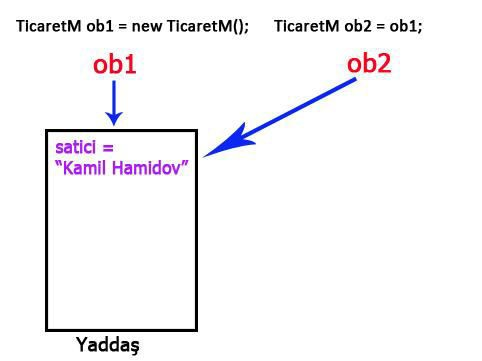 TicaretM ob1 = new TicaretM();
TicaretM ob2 = ob1;
ob1
ob2
satici =
“Kamil Hamidov”
Yaddaş